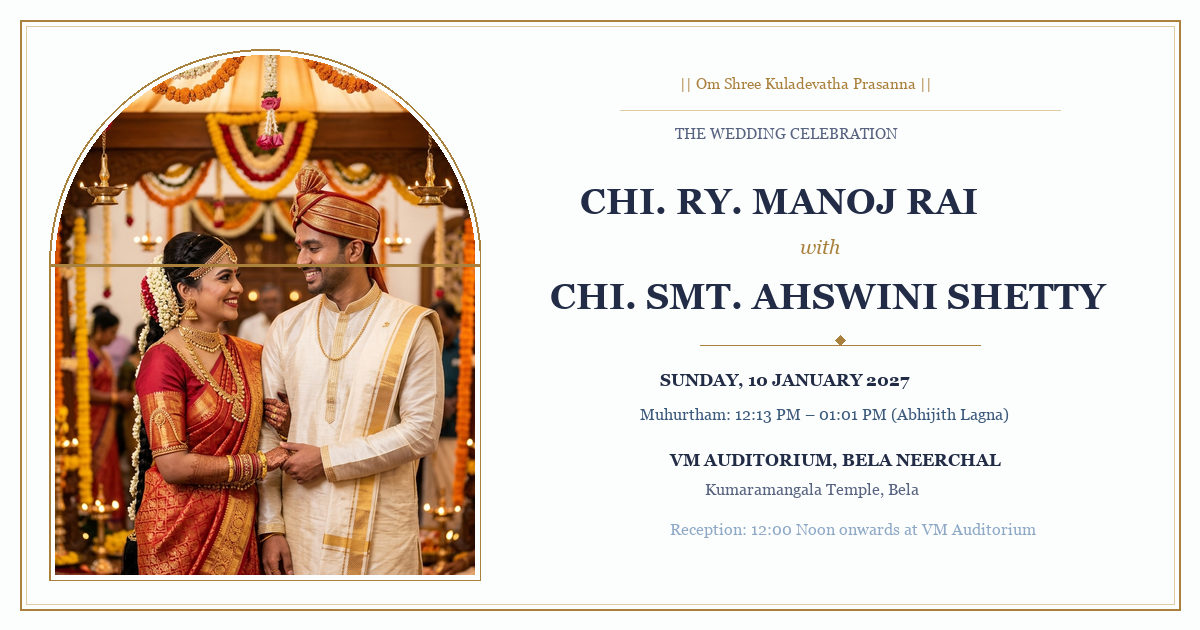 || Om Shree Kuladevatha Prasanna ||
THE WEDDING CELEBRATION
CHI. RY. MANOJ RAI
with
CHI. SMT. AHSWINI SHETTY
SUNDAY, 10 JANUARY 2027
Muhurtham: 12:13 PM – 01:01 PM (Abhijith Lagna)
VM AUDITORIUM, BELA NEERCHAL
Kumaramangala Temple, Bela
Reception: 12:00 Noon onwards at VM Auditorium